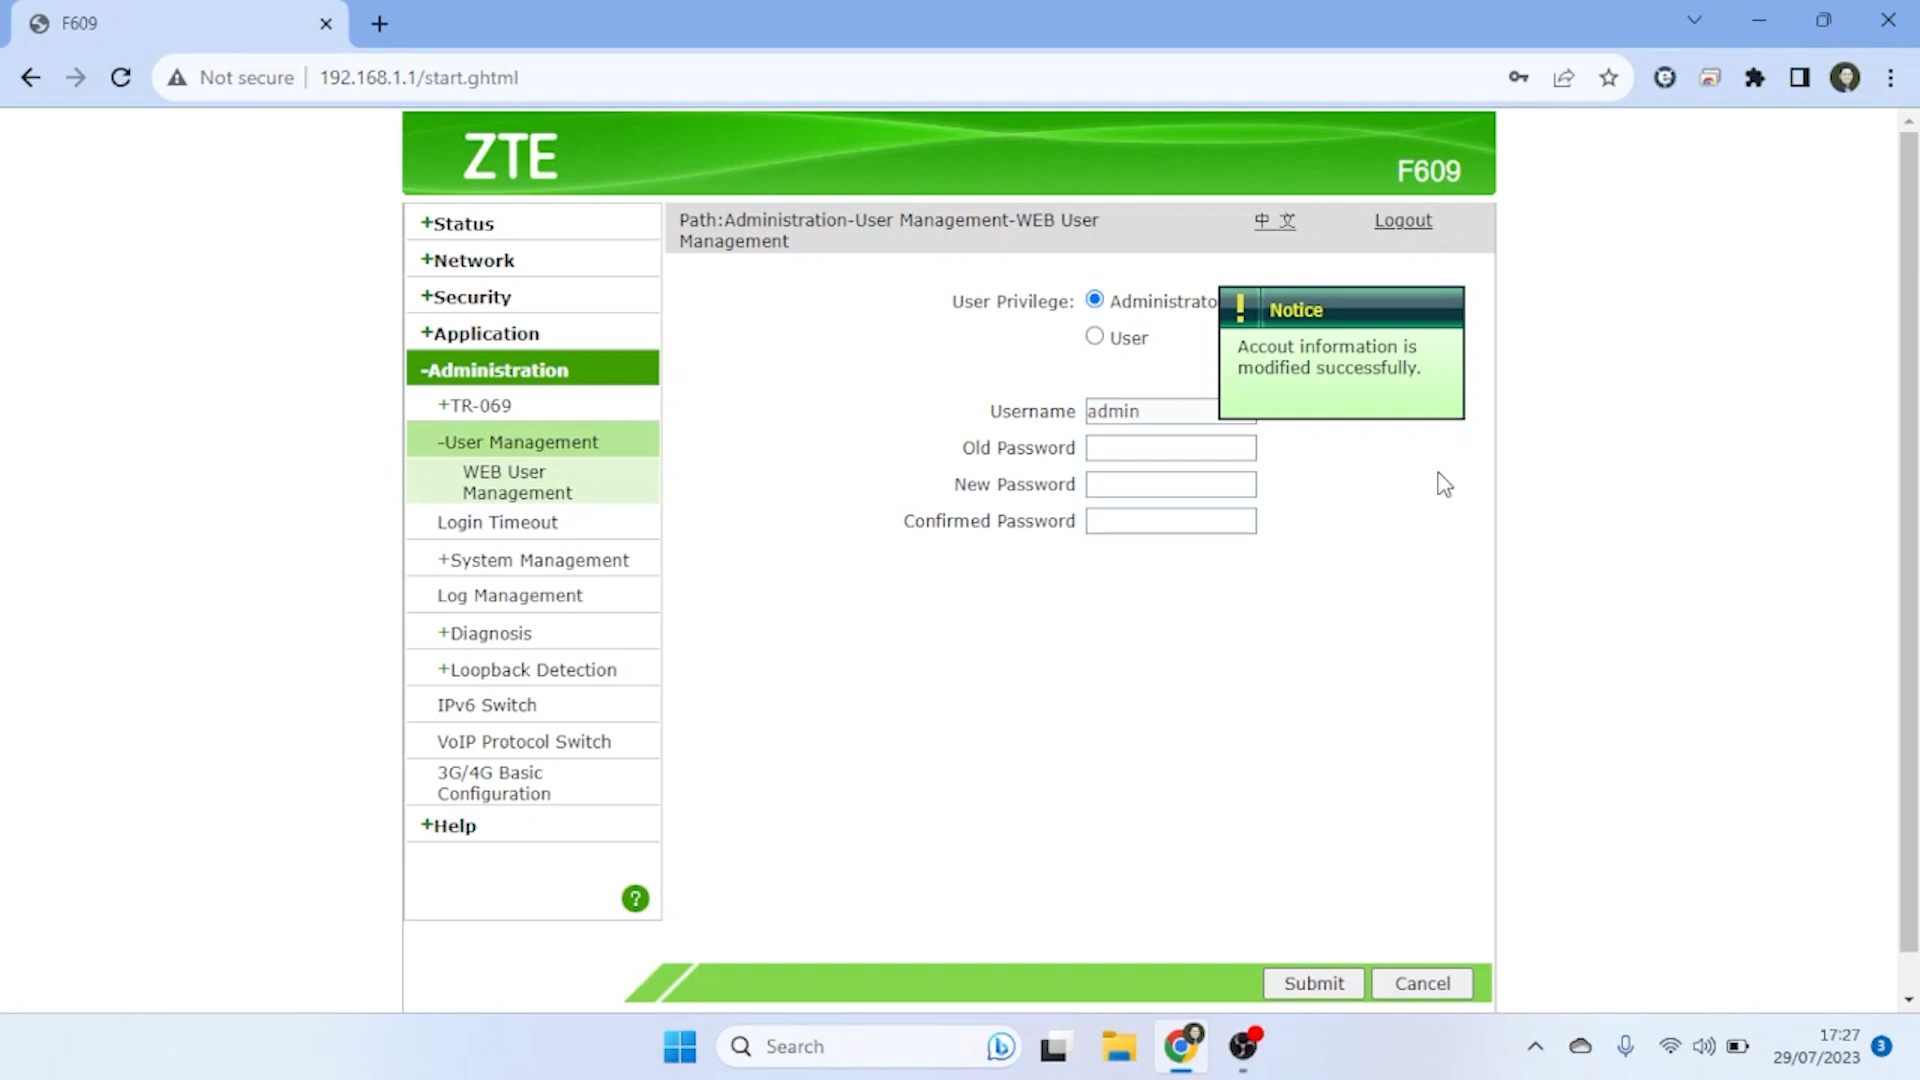 F609
Not secure
192.168.1.1/start.ghtml
ZTE
F609
+Status
+Network
+Security
+Application
-Administration
+TR-069
-User Management
WEB User
Management
Login Timeout
+System Management
Log Management
+Diagnosis
+Loopback Detection
IPv6 Switch
VoIP Protocol Switch
3G/4G Basic
Configuration
+Help
?
Path:Administration-User Management-WEB User
Management
中 文
Logout
User Privilege:
Administrato
User
! Notice
Accout information is
modified successfully.
Username
admin
Old Password
New Password
Confirmed Password
Submit
Cancel
Search
17:27
29/07/2023
3